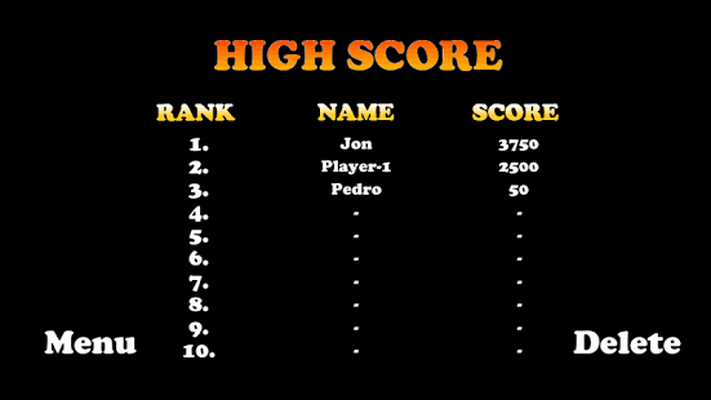 HIGH SCORE
RANK NAME SCORE
1. Jon 3750
2. Player-1 2500
3. Pedro 50
4. - -
5. - -
6. - -
7. - -
8. - -
9. - -
Menu Delete
10. - -